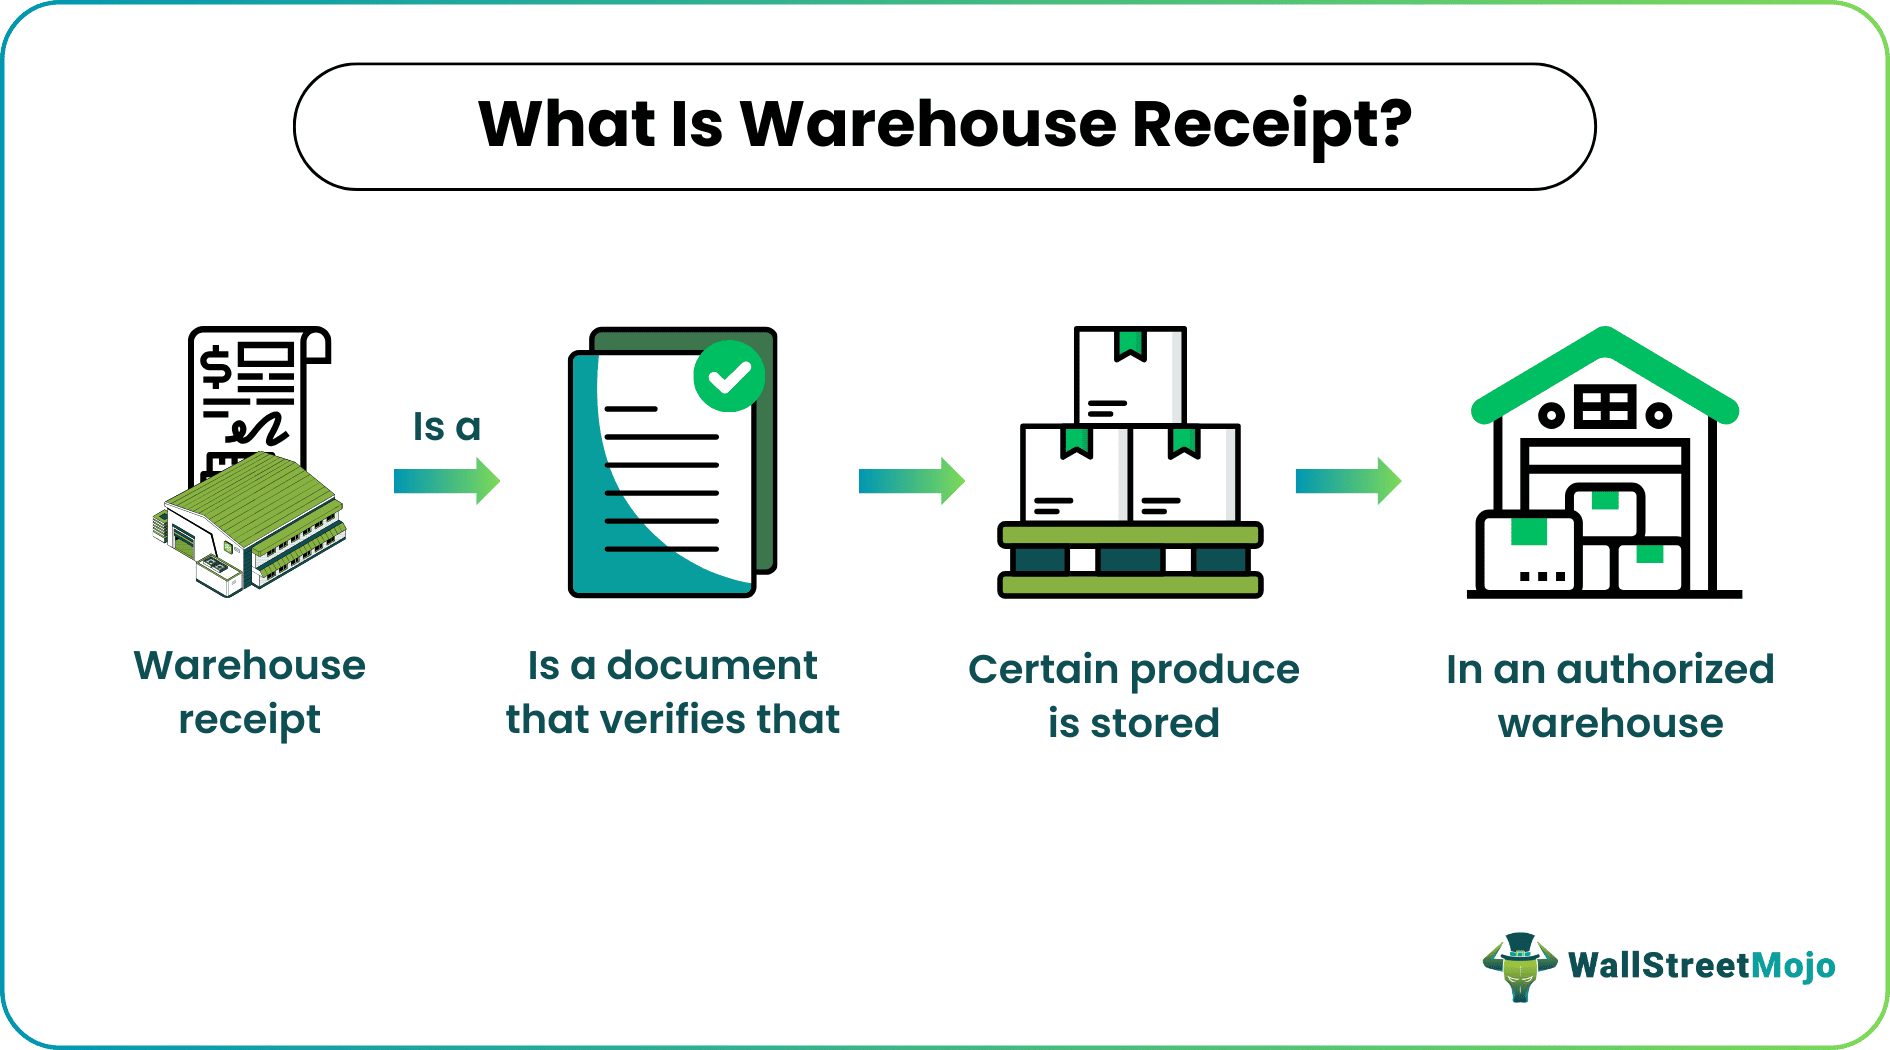 What Is Warehouse Receipt?
$
Is a
Warehouse
receipt
Is a document
that verifies that
Certain produce
is stored
In an authorized
warehouse
WallStreetMojo